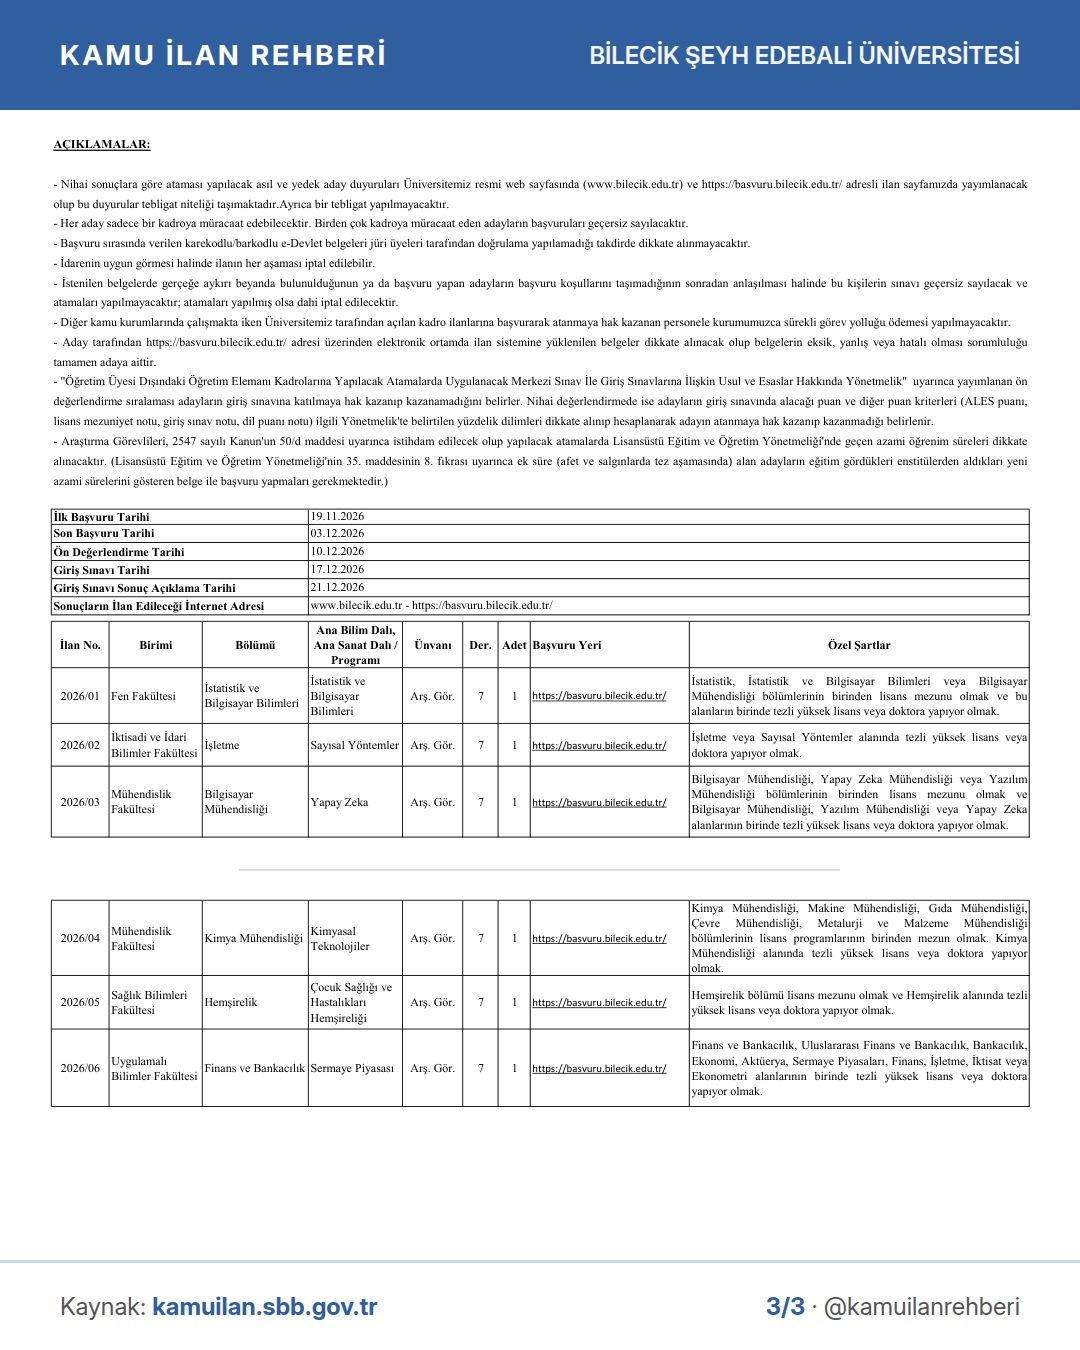 KAMU İLAN REHBERİ
BİLECİK ŞEYH EDEBALİ ÜNİVERSİTESİ
AÇIKLAMALAR:
- Nihai sonuçlara göre ataması yapılacak asıl ve yedek aday duyuruları Üniversitemiz resmi web sayfasında (www.bilecik.edu.tr) ve https://basvuru.bilecik.edu.tr/ adresli ilan sayfamızda yayımlanacak
olup bu duyurular tebligat niteliği taşımaktadır.Ayrıca bir tebligat yapılmayacaktır.
- Her aday sadece bir kadroya müracaat edebilecektir. Birden çok kadroya müracaat eden adayların başvuruları geçersiz sayılacaktır.
- Başvuru sırasında verilen karekodlu/barkodlu e-Devlet belgeleri jüri üyeleri tarafından doğrulama yapılamadığı takdirde dikkate alınmayacaktır.
- İdarenin uygun görmesi halinde ilanın her aşaması iptal edilebilir.
- İstenilen belgelerde gerçeğe aykırı beyanda bulunulduğunun ya da başvuru yapan adayların başvuru koşullarını taşımadığının sonradan anlaşılması halinde bu kişilerin sınavı geçersiz sayılacak ve
atamaları yapılmayacaktır; atamaları yapılmış olsa dahi iptal edilecektir.
- Diğer kamu kurumlarında çalışmakta iken Üniversitemiz tarafından açılan kadro ilanlarına başvurarak atanmaya hak kazanan personele kurumumuzca sürekli görev yolluğu ödemesi yapılmayacaktır.
- Aday tarafından https://basvuru.bilecik.edu.tr/ adresi üzerinden elektronik ortamda ilan sistemine yüklenilen belgeler dikkate alınacak olup belgelerin eksik, yanlış veya hatalı olması sorumluluğu
tamamen adaya aittir.
- "Öğretim Üyesi Dışındaki Öğretim Elemanı Kadrolarına Yapılacak Atamalarda Uygulanacak Merkezi Sınav İle Giriş Sınavlarına İlişkin Usul ve Esaslar Hakkında Yönetmelik" uyarınca yayımlanan ön
değerlendirme sıralaması adayların giriş sınavına katılmaya hak kazanıp kazanamadığını belirler. Nihai değerlendirmede ise adayların giriş sınavında alacağı puan ve diğer puan kriterleri (ALES puanı,
lisans mezuniyet notu, giriş sınav notu, dil puanı notu) ilgili Yönetmelik'te belirtilen yüzdelik dilimleri dikkate alınıp hesaplanarak adayın atanmaya hak kazanıp kazanmadığı belirlenir.
- Araştırma Görevlileri, 2547 sayılı Kanun'un 50/d maddesi uyarınca istihdam edilecek olup yapılacak atamalarda Lisansüstü Eğitim ve Öğretim Yönetmeliği'nde geçen azami öğrenim süreleri dikkate
alınacaktır. (Lisansüstü Eğitim ve Öğretim Yönetmeliği'nin 35. maddesinin 8. fıkrası uyarınca ek süre (afet ve salgınlarda tez aşamasında) alan adayların eğitim gördükleri enstitülerden aldıkları yeni
azami sürelerini gösteren belge ile başvuru yapmaları gerekmektedir.)
İlk Başvuru Tarihi 19.11.2026
Son Başvuru Tarihi 03.12.2026
Ön Değerlendirme Tarihi 10.12.2026
Giriş Sınavı Tarihi 17.12.2026
Giriş Sınavı Sonuç Açıklama Tarihi 21.12.2026
Sonuçların İlan Edileceği İnternet Adresi www.bilecik.edu.tr - https://basvuru.bilecik.edu.tr/
İlan No. Birimi Bölümü Ana Bilim Dalı, Ana Sanat Dalı / Programı Ünvanı Der. Adet Başvuru Yeri Özel Şartlar
2026/01 Fen Fakültesi İstatistik ve Bilgisayar Bilimleri İstatistik ve Bilgisayar Bilimleri Arş. Gör. 7 1 https://basvuru.bilecik.edu.tr/ İstatistik, İstatistik ve Bilgisayar Bilimleri veya Bilgisayar
Mühendisliği bölümlerinin birinden lisans mezunu olmak ve bu
alanların birinde tezli yüksek lisans veya doktora yapıyor olmak.
2026/02 İktisadi ve İdari Bilimler Fakültesi İşletme Sayısal Yöntemler Arş. Gör. 7 1 https://basvuru.bilecik.edu.tr/ İşletme veya Sayısal Yöntemler alanında tezli yüksek lisans veya
doktora yapıyor olmak.
2026/03 Mühendislik Fakültesi Bilgisayar Mühendisliği Yapay Zeka Arş. Gör. 7 1 https://basvuru.bilecik.edu.tr/ Bilgisayar Mühendisliği, Yapay Zeka Mühendisliği veya Yazılım
Mühendisliği bölümlerinin birinden lisans mezunu olmak ve
Bilgisayar Mühendisliği, Yazılım Mühendisliği veya Yapay Zeka
alanlarının birinde tezli yüksek lisans veya doktora yapıyor olmak.
2026/04 Mühendislik Fakültesi Kimya Mühendisliği Kimyasal Teknolojiler Arş. Gör. 7 1 https://basvuru.bilecik.edu.tr/ Kimya Mühendisliği, Makine Mühendisliği, Gıda Mühendisliği,
Çevre Mühendisliği, Metalurji ve Malzeme Mühendisliği
bölümlerinin lisans programlarının birinden mezun olmak. Kimya
Mühendisliği alanında tezli yüksek lisans veya doktora yapıyor
olmak.
2026/05 Sağlık Bilimleri Fakültesi Hemşirelik Çocuk Sağlığı ve Hastalıkları Hemşireliği Arş. Gör. 7 1 https://basvuru.bilecik.edu.tr/ Hemşirelik bölümü lisans mezunu olmak ve Hemşirelik alanında tezli
yüksek lisans veya doktora yapıyor olmak.
2026/06 Uygulamalı Bilimler Fakültesi Finans ve Bankacılık Sermaye Piyasası Arş. Gör. 7 1 https://basvuru.bilecik.edu.tr/ Finans ve Bankacılık, Uluslararası Finans ve Bankacılık, Bankacılık,
Ekonomi, Aktüerya, Sermaye Piyasaları, Finans, İşletme, İktisat veya
Ekonometri alanlarının birinde tezli yüksek lisans veya doktora
yapıyor olmak.
Kaynak: kamuilan.sbb.gov.tr
3/3 · @kamuilanrehberi